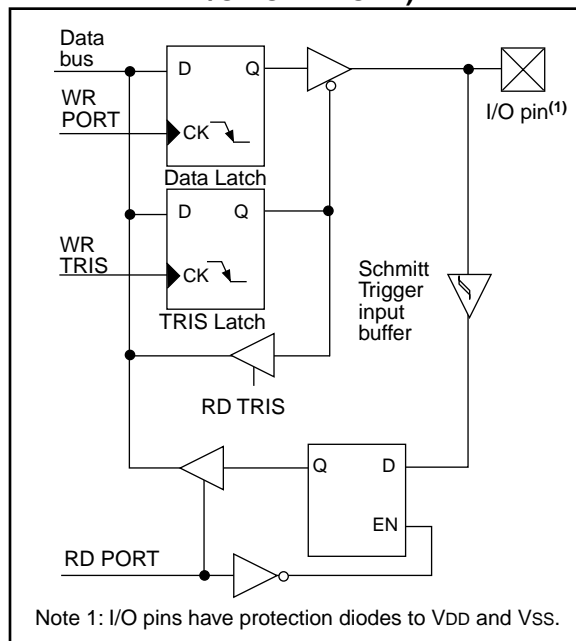 Data
bus
D Q
WR
PORT
CK
I/O pin(1)
Data Latch
D Q
WR
TRIS
CK
Schmitt
Trigger
input
buffer
TRIS Latch
RD TRIS
Q D
EN
RD PORT
Note 1: I/O pins have protection diodes to VDD and VSS.